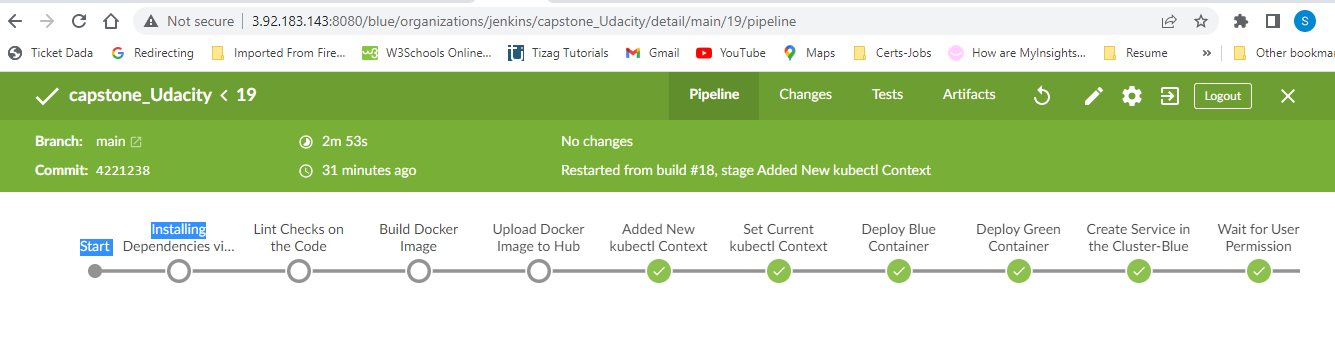 Not secure | 3.92.183.143:8080/blue/organizations/jenkins/capstone_Udacity/detail/main/19/pipeline
S
Ticket Dada Redirecting Imported From Fire... W3Schools Online... Tizag Tutorials Gmail YouTube Maps Certs-Jobs How are MyInsights... Resume » Other bookmar
capstone_Udacity < 19 Pipeline Changes Tests Artifacts Logout
Branch: main 2m 53s No changes
Commit: 4221238 31 minutes ago Restarted from build #18, stage Added New kubectl Context
Start
Installing
Dependencies vi...
Lint Checks on
the Code
Build Docker
Image
Upload Docker
Image to Hub
Added New
kubectl Context
Set Current
kubectl Context
Deploy Blue
Container
Deploy Green
Container
Create Service in
the Cluster-Blue
Wait for User
Permission